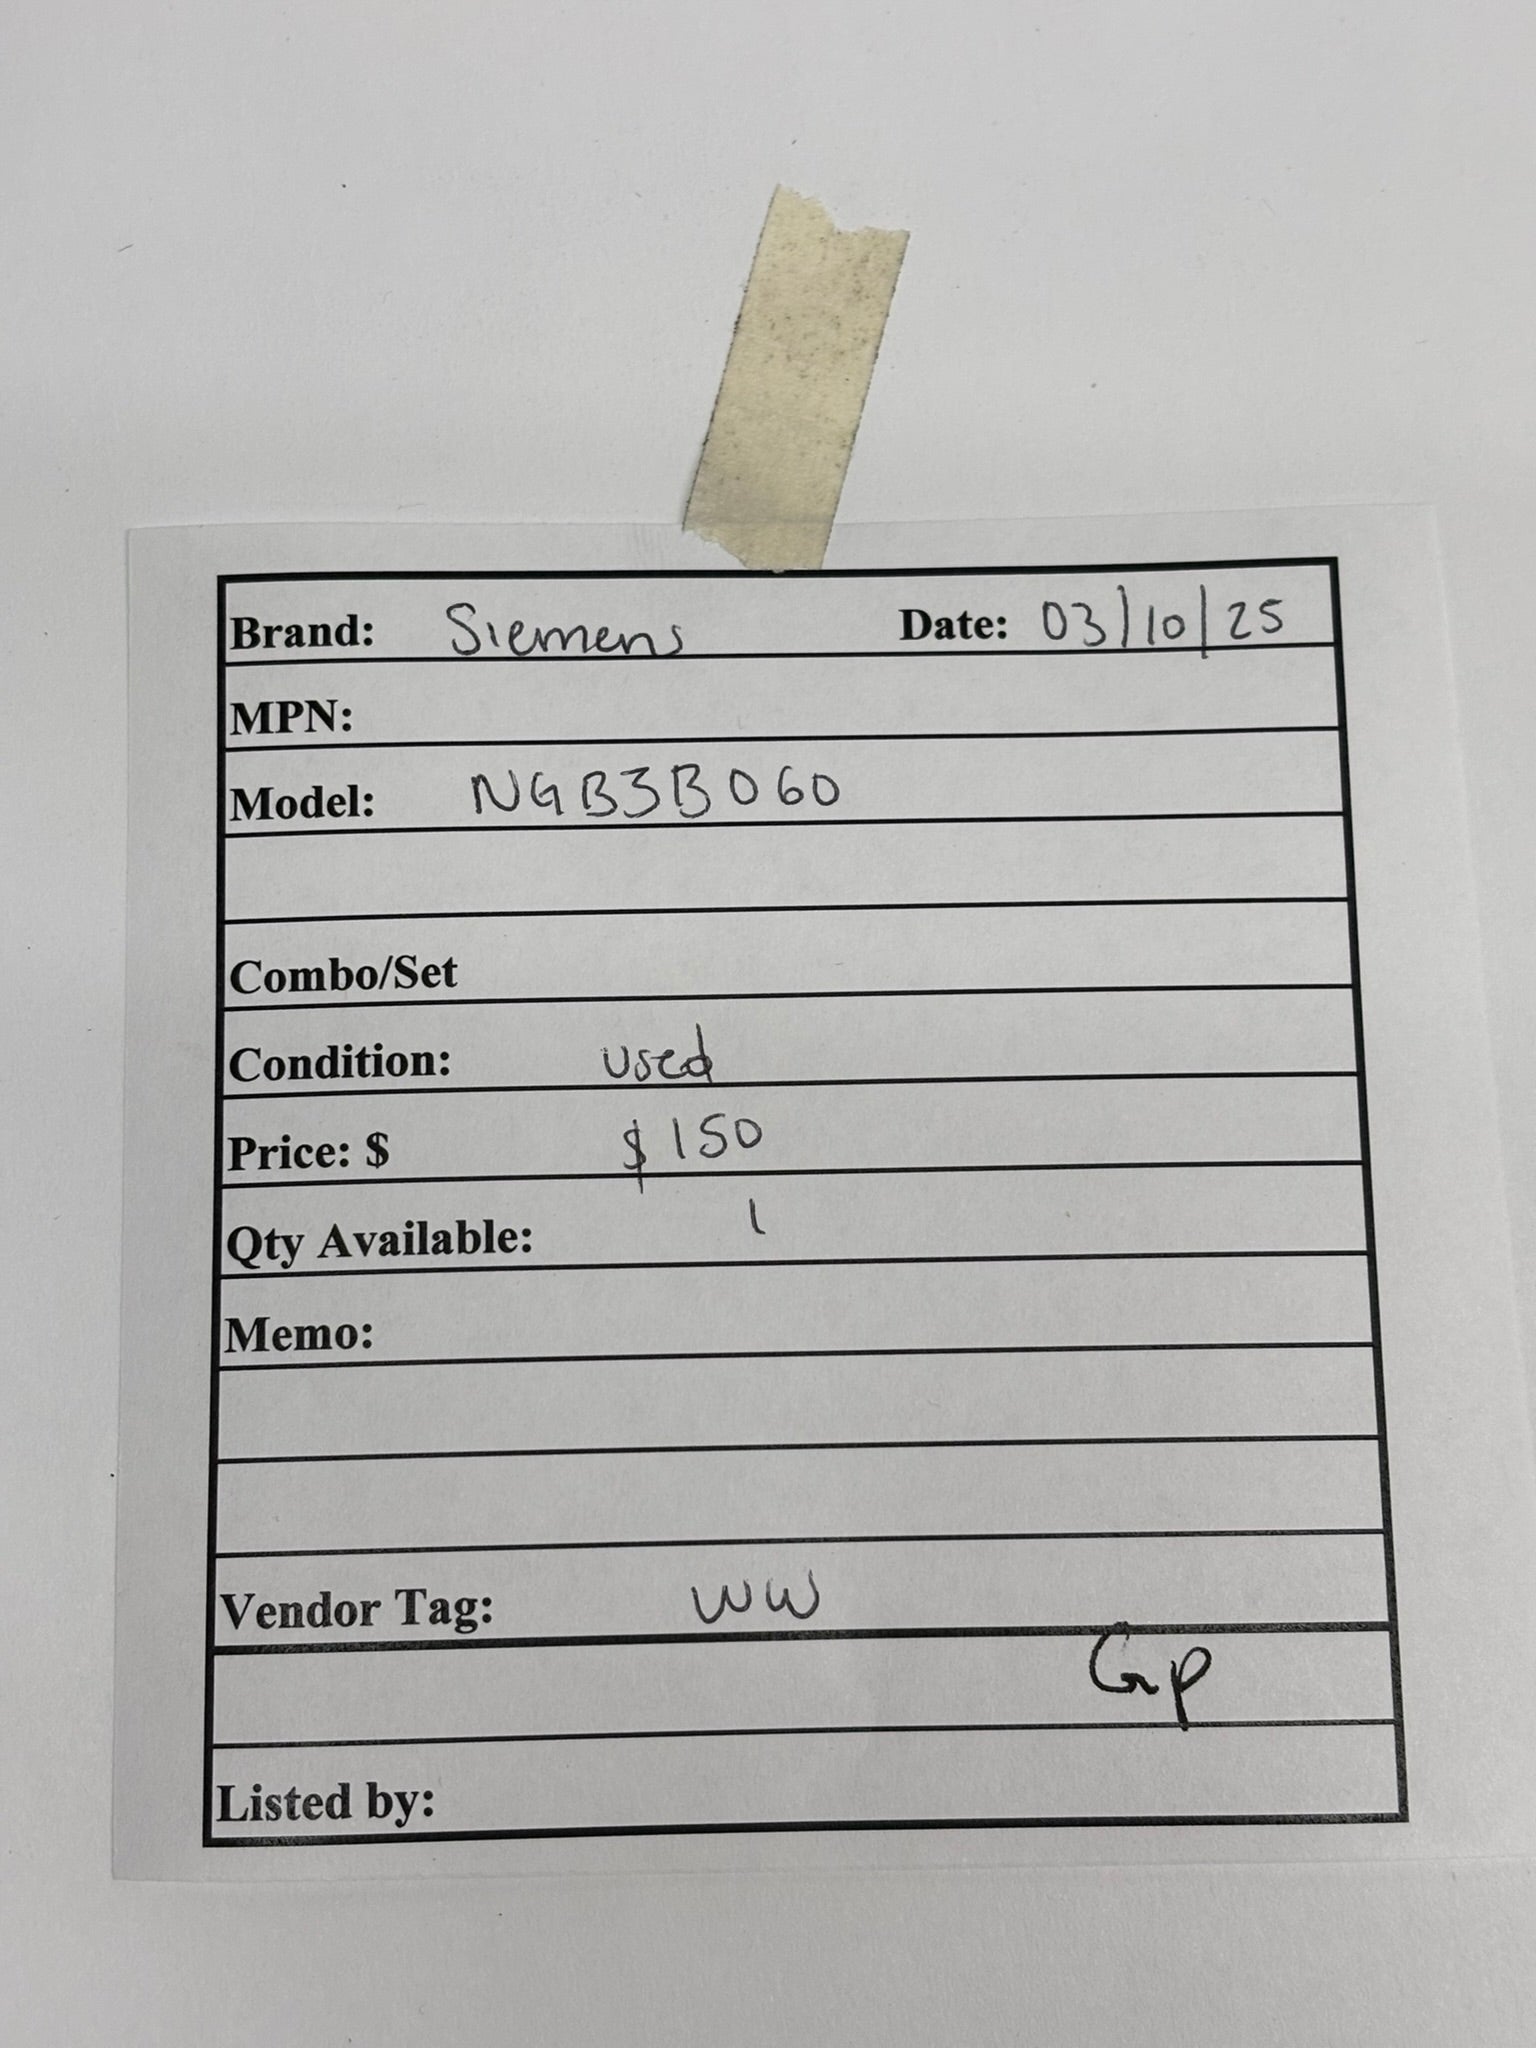 Brand: Siemens Date: 03/10/25
MPN:
Model: NGB3B060
Combo/Set
Condition: used
Price: $ $150
Qty Available: 1
Memo:
Vendor Tag: WW
Gp
Listed by: